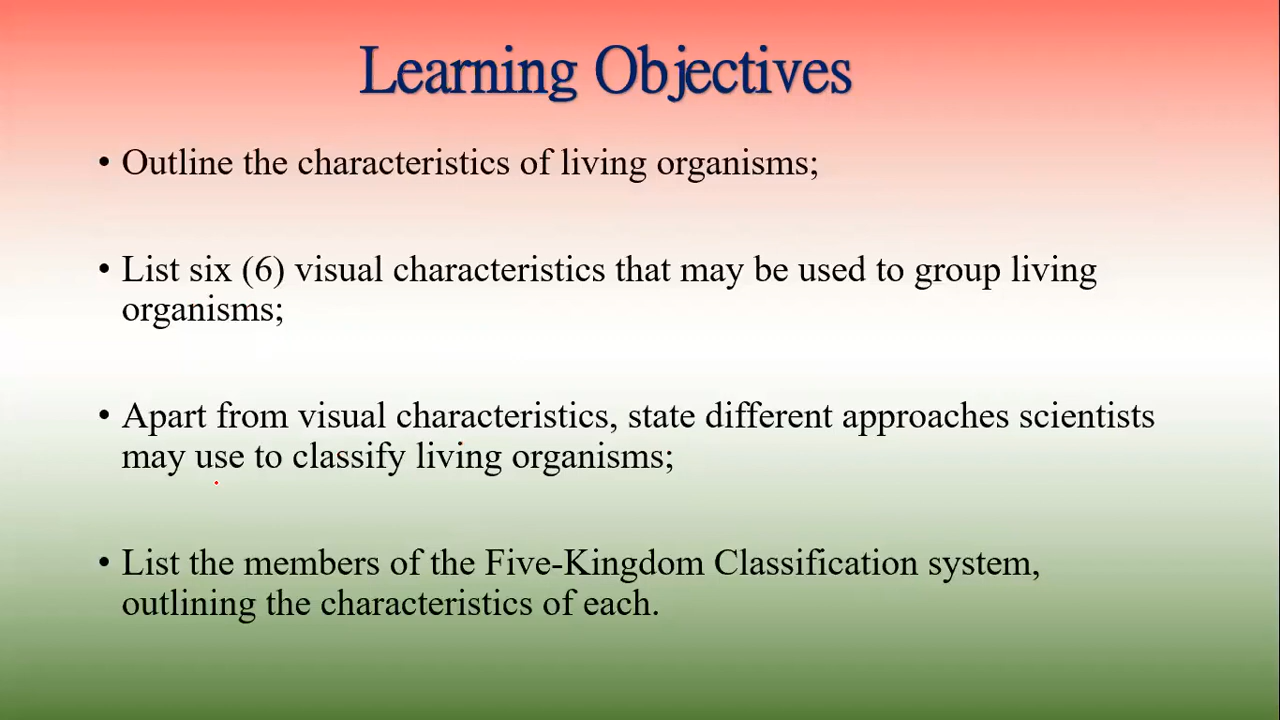 Learning Objectives
• Outline the characteristics of living organisms;
• List six (6) visual characteristics that may be used to group living
organisms;
• Apart from visual characteristics, state different approaches scientists
may use to classify living organisms;
• List the members of the Five-Kingdom Classification system,
outlining the characteristics of each.